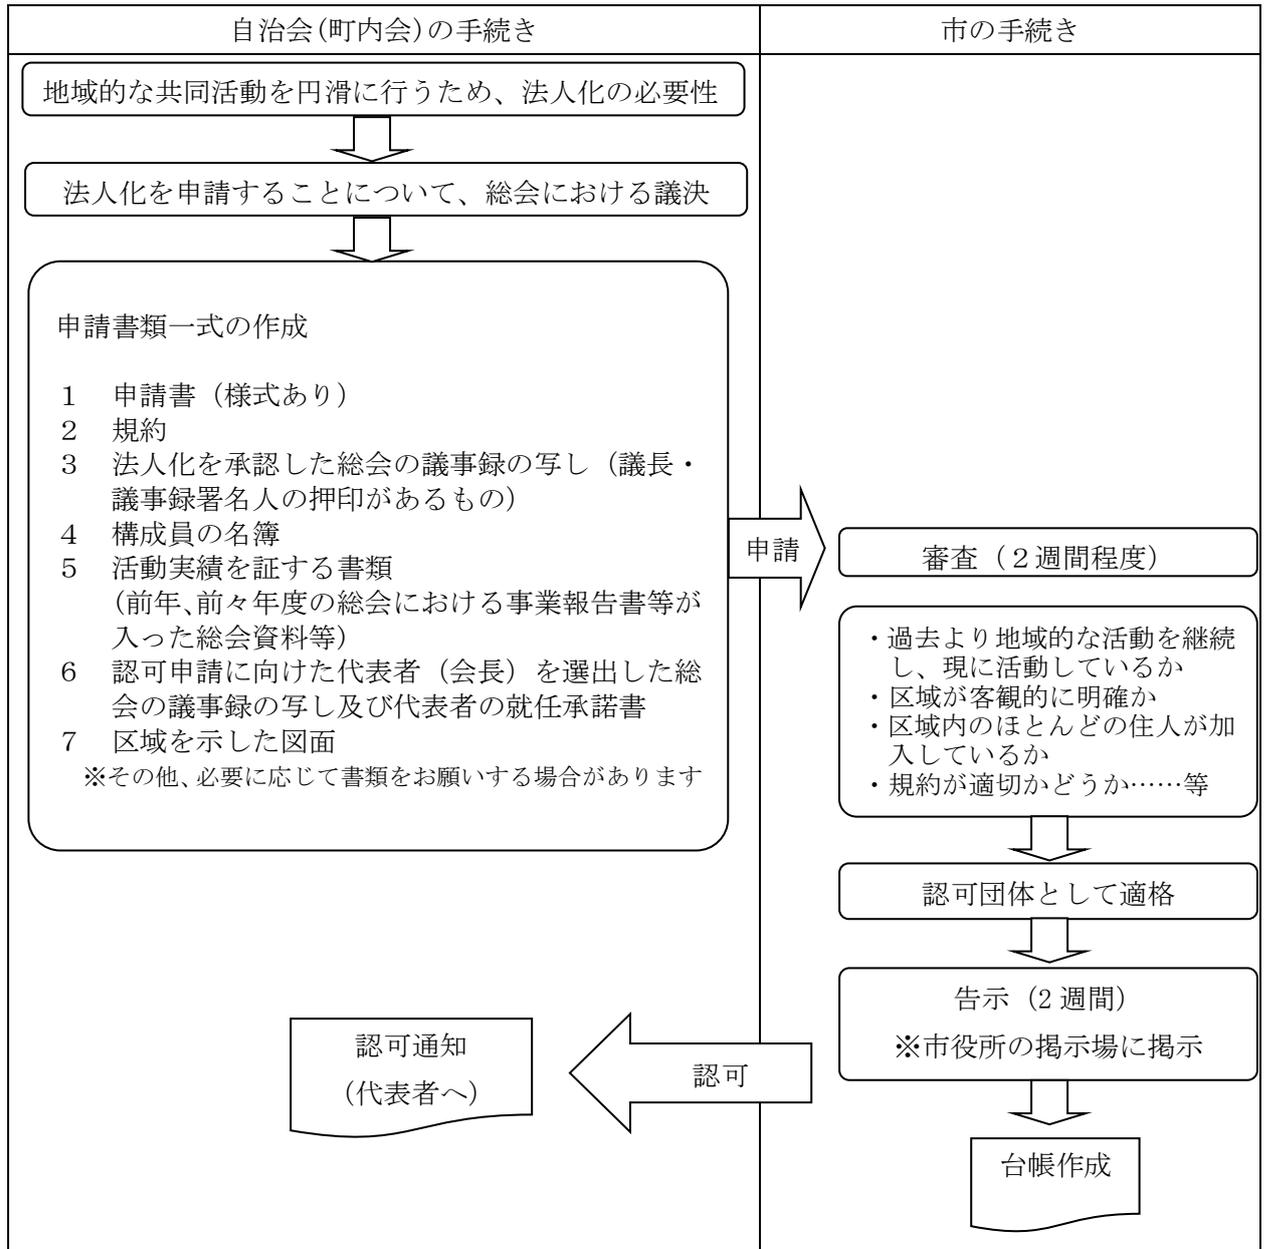 自治会(町内会)の手続き
市の手続き
地域的な共同活動を円滑に行うため、法人化の必要性
法人化を申請することについて、総会における議決
申請書類一式の作成
１　申請書（様式あり）
２　規約
３　法人化を承認した総会の議事録の写し（議長・
議事録署名人の押印があるもの）
４　構成員の名簿
５　活動実績を証する書類
（前年、前々年度の総会における事業報告書等が
入った総会資料等）
６　認可申請に向けた代表者（会長）を選出した総
会の議事録の写し及び代表者の就任承諾書
７　区域を示した図面
※その他、必要に応じて書類をお願いする場合があります
申請
審査（２週間程度）
・過去より地域的な活動を継続
し、現に活動しているか
・区域が客観的に明確か
・区域内のほとんどの住人が加
入しているか
・規約が適切かどうか……等
認可団体として適格
告示（2 週間）
※市役所の掲示場に掲示
認可
認可通知
（代表者へ）
台帳作成